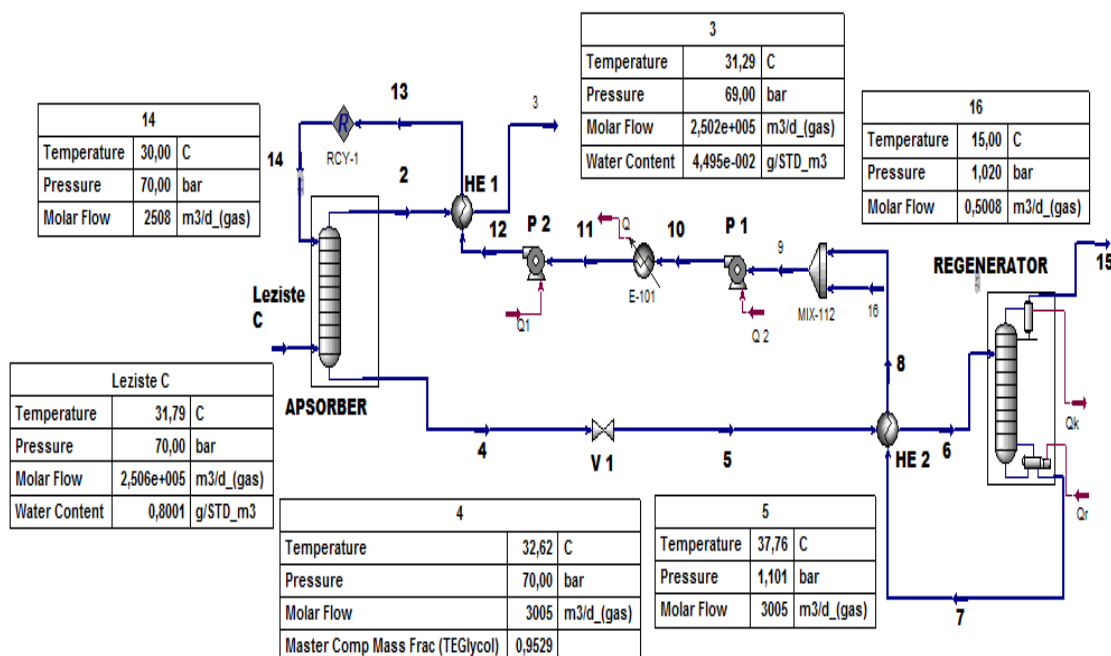 3
Temperature 31,29 C
Pressure 69,00 bar
Molar Flow 2,502e+005 m3/d_(gas)
Water Content 4,495e-002 g/STD_m3
14
Temperature 30,00 C
Pressure 70,00 bar
Molar Flow 2508 m3/d_(gas)
16
Temperature 15,00 C
Pressure 1,020 bar
Molar Flow 0,5008 m3/d_(gas)
13
3
R
RCY-1
14
2
HE 1
12
P 2
11
Q
10
P 1
9
E-101
MIX-112
16
Q1
Q 2
8
REGENERATOR
15
Leziste
C
APSORBER
4
V 1
5
HE 2
6
Qk
Qr
7
Leziste C
Temperature 31,79 C
Pressure 70,00 bar
Molar Flow 2,506e+005 m3/d_(gas)
Water Content 0,8001 g/STD_m3
4
Temperature 32,62 C
Pressure 70,00 bar
Molar Flow 3005 m3/d_(gas)
Master Comp Mass Frac (TEGlycol) 0,9529
5
Temperature 37,76 C
Pressure 1,101 bar
Molar Flow 3005 m3/d_(gas)